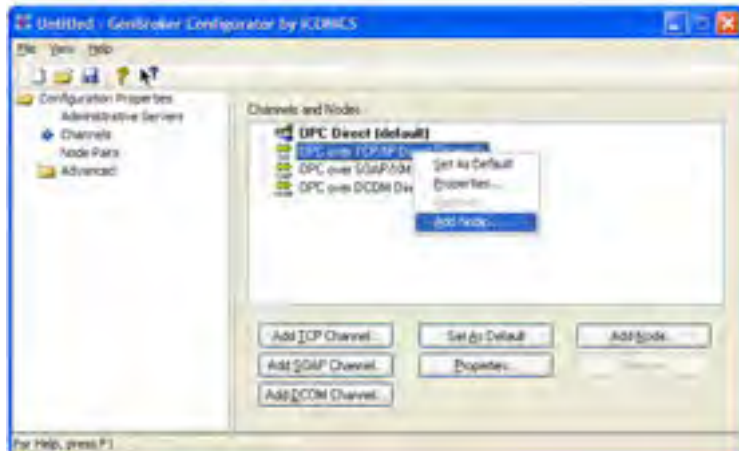 Untitled - GenBroker Configurator by ICONICS
File View Help
Configuration Properties
Administrative Servers
Channels
Node Pairs
Advanced
Channels and Nodes
OPC Direct (default)
OPC over TCP/IP
OPC over SOAP/XM
OPC over DCOM Dir
Set As Default
Properties...
Add Node...
Add TCP Channel...
Set As Default
Add Node...
Add SOAP Channel...
Properties...
Add DCOM Channel...
For Help, press F1